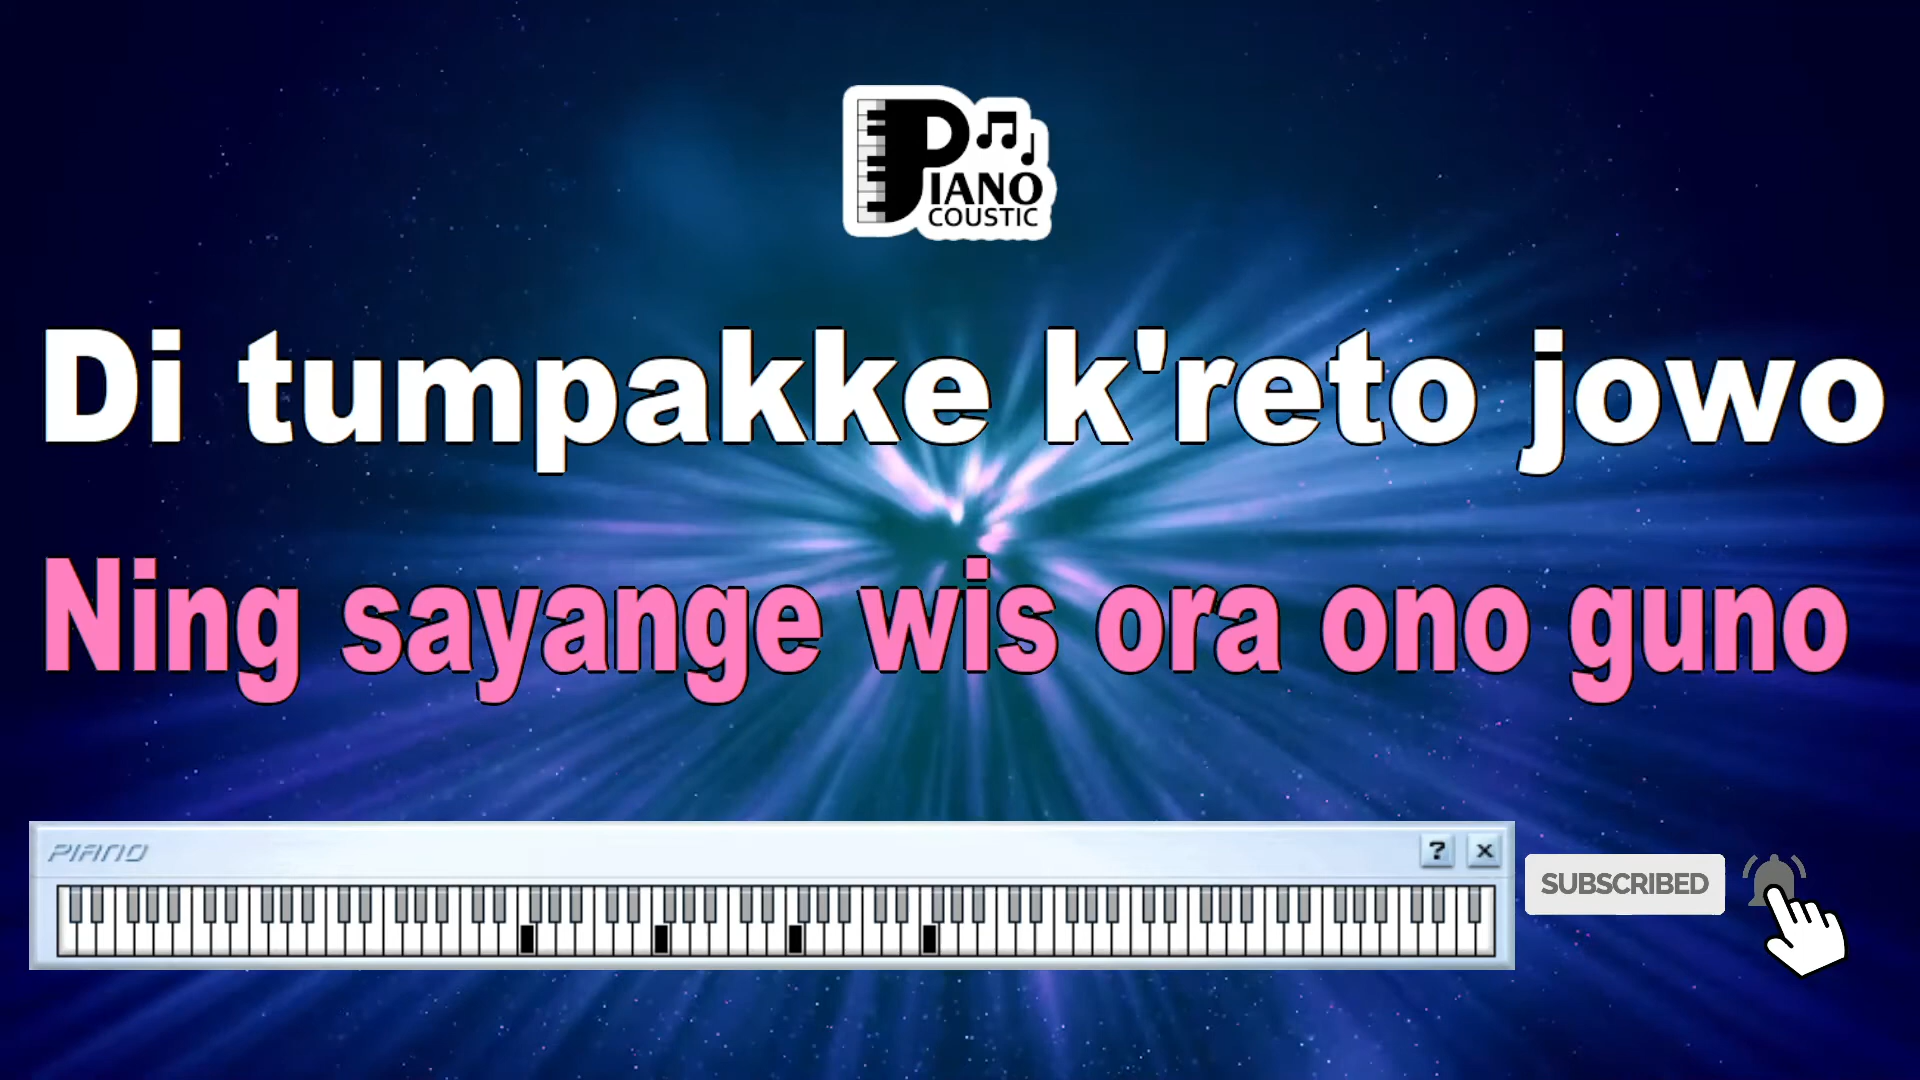 PIANO
COUSTIC
Di tumpakke k'reto jowo
Ning sayange wis ora ono guno
PIANO
? x
SUBSCRIBED